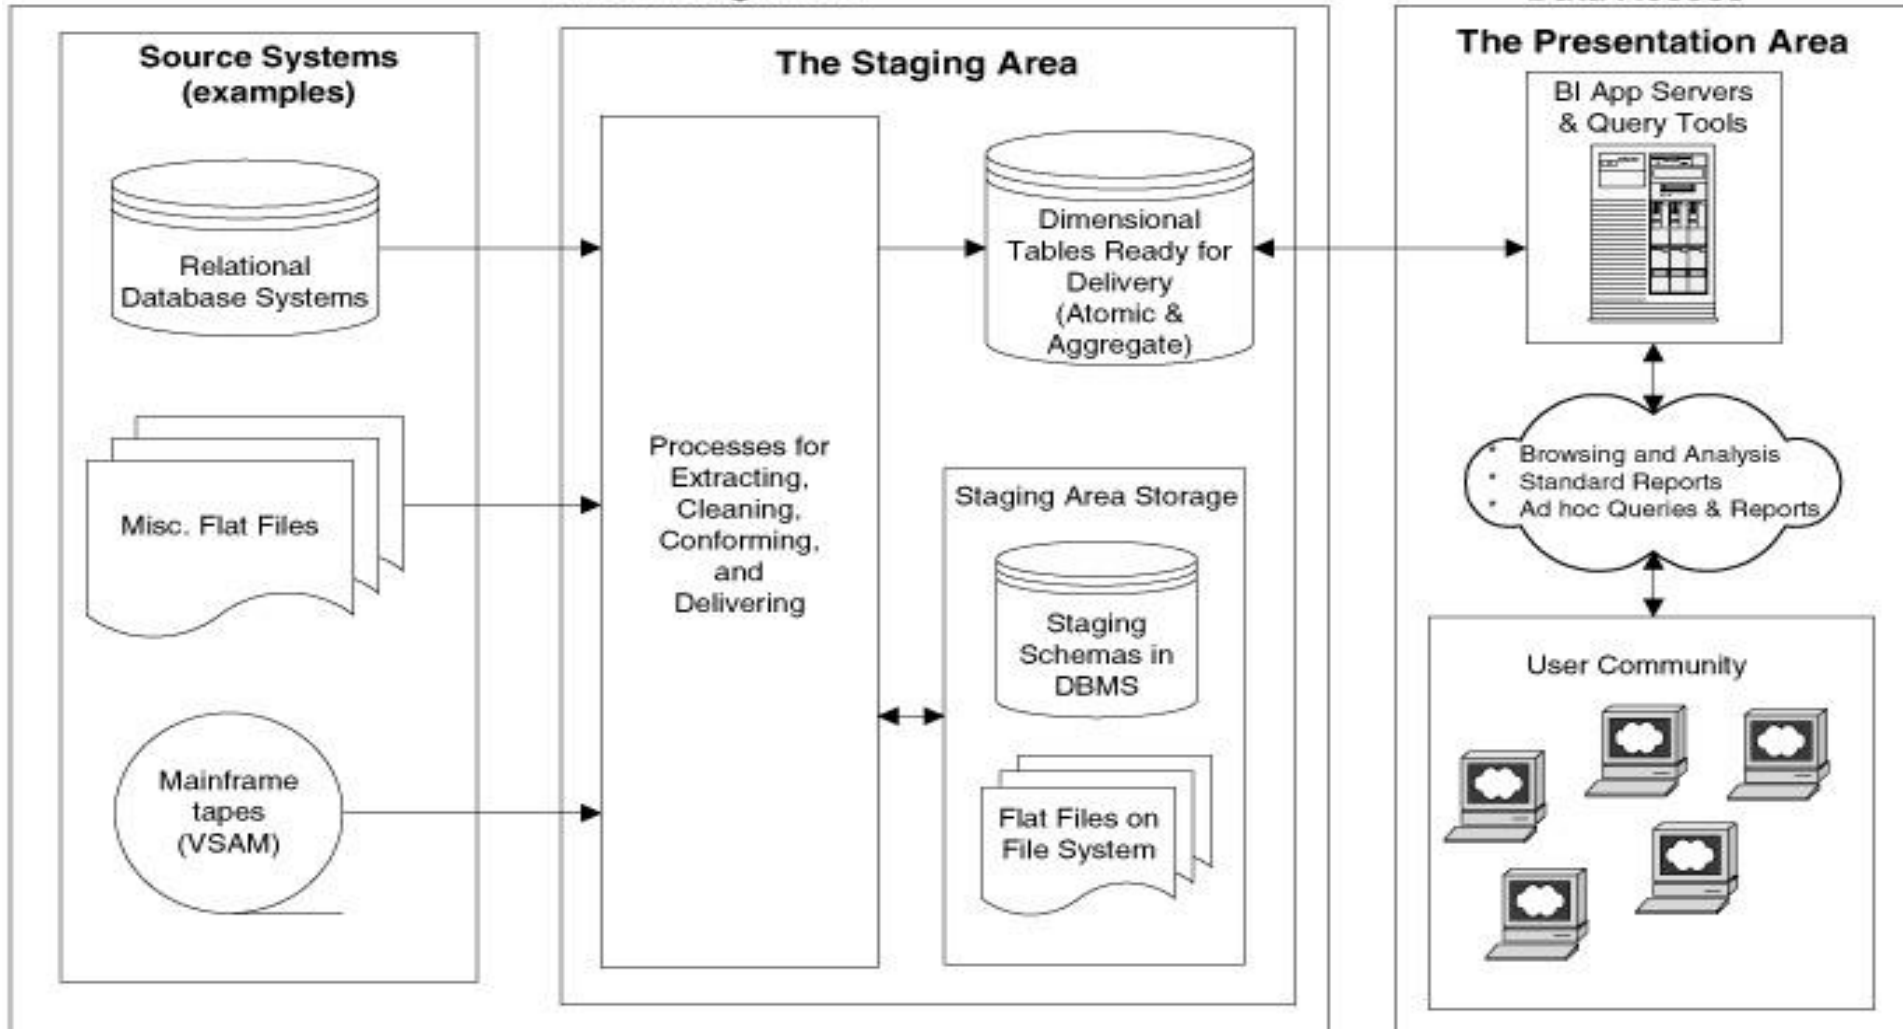 Source Systems
(examples)
Relational
Database Systems
Misc. Flat Files
Mainframe
tapes
(VSAM)
The Staging Area
Processes for
Extracting,
Cleaning,
Conforming,
and
Delivering
Dimensional
Tables Ready for
Delivery
(Atomic &
Aggregate)
Staging Area Storage
Staging
Schemas in
DBMS
Flat Files on
File System
The Presentation Area
BI App Servers
& Query Tools
* Browsing and Analysis
* Standard Reports
* Ad hoc Queries & Reports
User Community